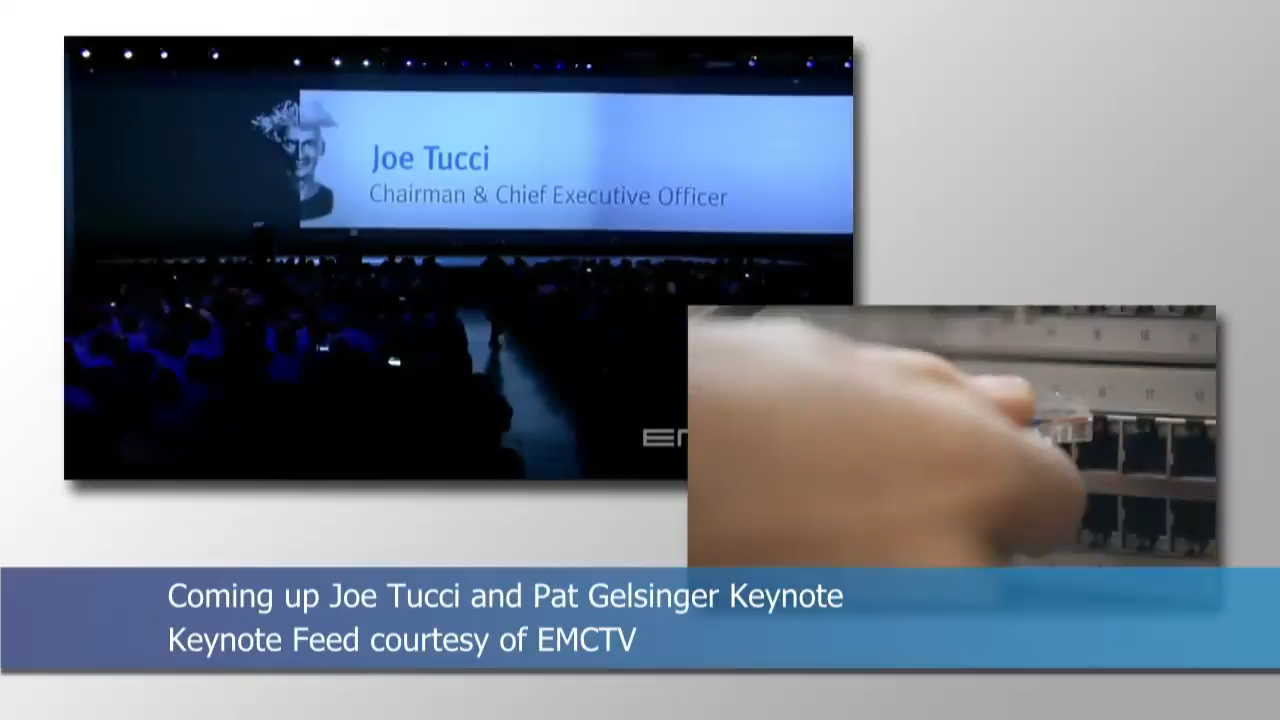 Joe Tucci
Chairman & Chief Executive Officer
Coming up Joe Tucci and Pat Gelsinger Keynote
Keynote Feed courtesy of EMCTV